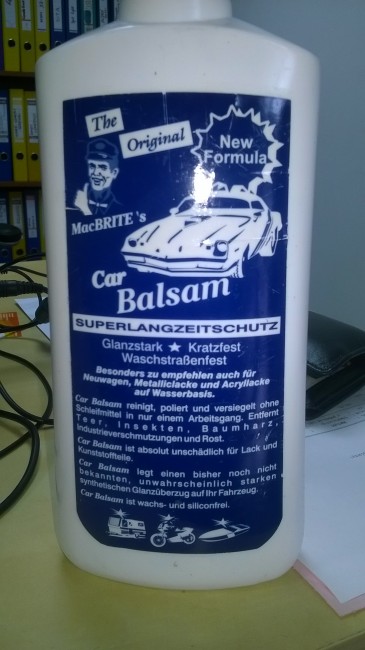 The Original
New
Formula
MacBRITE's
Car
Balsam
SUPERLANGZEITSCHUTZ
Glanzstark ★ Kratzfest
Waschstraßenfest
Besonders zu empfehlen auch für
Neuwagen, Metalliclacke und Acryllacke
auf Wasserbasis.
Car Balsam reinigt, poliert und versiegelt ohne
Schleifmittel in nur einem Arbeitsgang. Entfernt
Teer, Insekten, Baumharz,
Industrieverschmutzungen und Rost.
Car Balsam ist absolut unschädlich für Lack und
Kunststoffteile.
Car Balsam legt einen bisher noch nicht
bekannten, unwahrscheinlich starken
synthetischen Glanzüberzug auf Ihr Fahrzeug.
Car Balsam ist wachs- und siliconfrei.